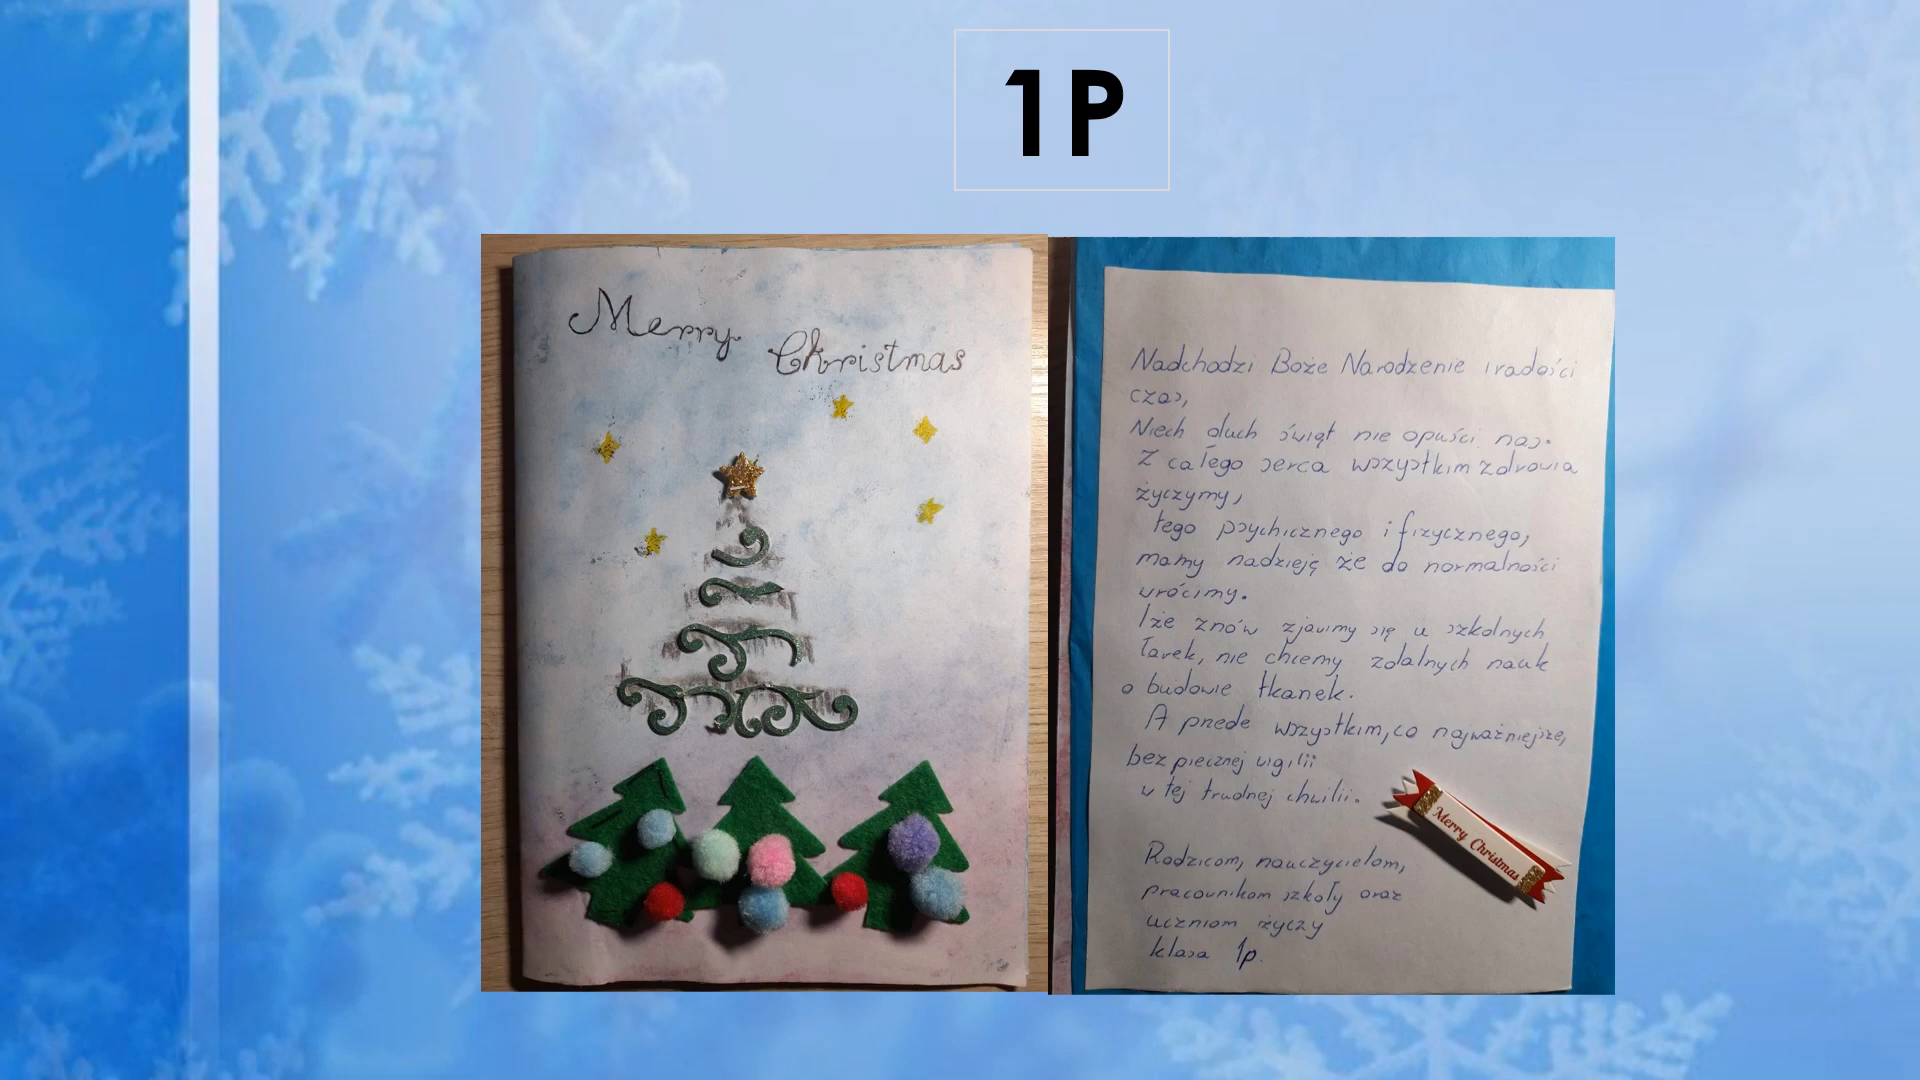 1P
Merry
Christmas
Nadchodzi Boże Narodzenie i radości
czas,
Niech duch świąt nie opuści nas.
Z całego serca wszystkim zdrowia
życzymy,
tego psychicznego i fizycznego,
mamy nadzieję że do normalności
wrócimy.
I że znów zjawimy się w szkolnych
ławek, nie chcemy zdalnych nauk
o budowie tkanek.
A przede wszystkim, co najważniejsze,
bezpiecznej wigilii
w tej trudnej chwilii.
Merry Christmas
Rodzicom, nauczycielom,
pracownikom szkoły oraz
uczniom życzy
klasa 1p.